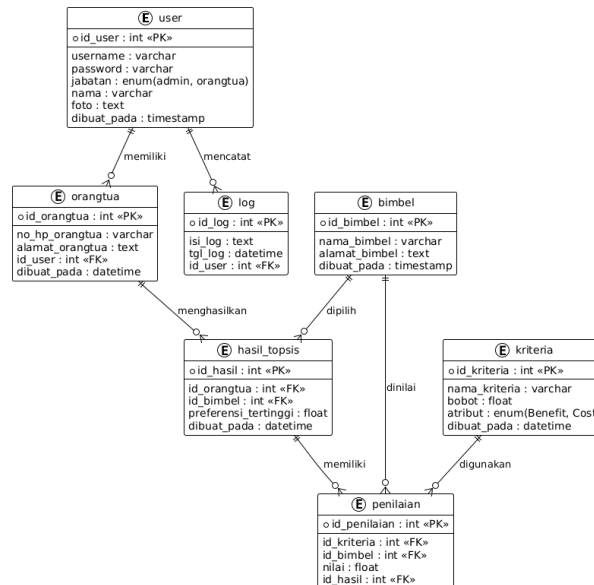 E user
id_user : int «PK»
username : varchar
password : varchar
jabatan : enum(admin, orangtua)
nama : varchar
foto : text
dibuat_pada : timestamp
memiliki
mencatat
E orangtua
id_orangtua : int «PK»
no_hp_orangtua : varchar
alamat_orangtua : text
id_user : int «FK»
dibuat_pada : datetime
E log
id_log : int «PK»
isi_log : text
tgl_log : datetime
id_user : int «FK»
E bimbel
id_bimbel : int «PK»
nama_bimbel : varchar
alamat_bimbel : text
dibuat_pada : timestamp
menghasilkan
dipilih
E hasil_topsis
id_hasil : int «PK»
id_orangtua : int «FK»
id_bimbel : int «FK»
preferensi_tertinggi : float
dibuat_pada : datetime
dinilai
E kriteria
id_kriteria : int «PK»
nama_kriteria : varchar
bobot : float
atribut : enum(Benefit, Cost
dibuat_pada : datetime
memiliki
digunakan
E penilaian
id_penilaian : int «PK»
id_kriteria : int «FK»
id_bimbel : int «FK»
nilai : float
id_hasil : int «FK»